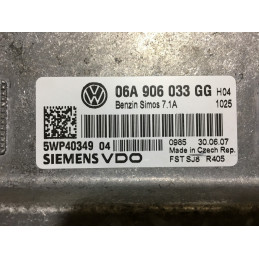 06A 906 033 GG H04
Benzin Simos 7.1A 1025
5WP40349 04
0985 30.06.07
Made in Czech Rep.
SIEMENS VDO
FST SJ6 R405